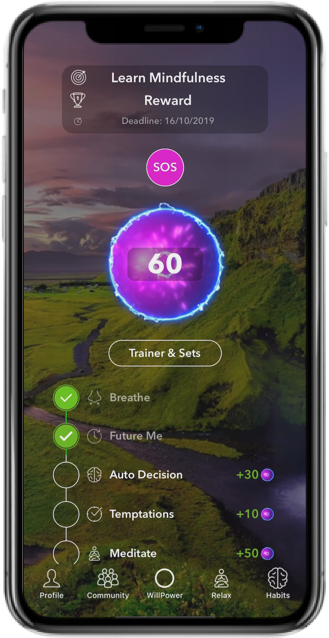 Learn Mindfulness
Reward
Deadline: 16/10/2019
SOS
60
Trainer & Sets
Breathe
Future Me
Auto Decision +30
Temptations +10
Meditate +50
Profile Community WillPower Relax Habits